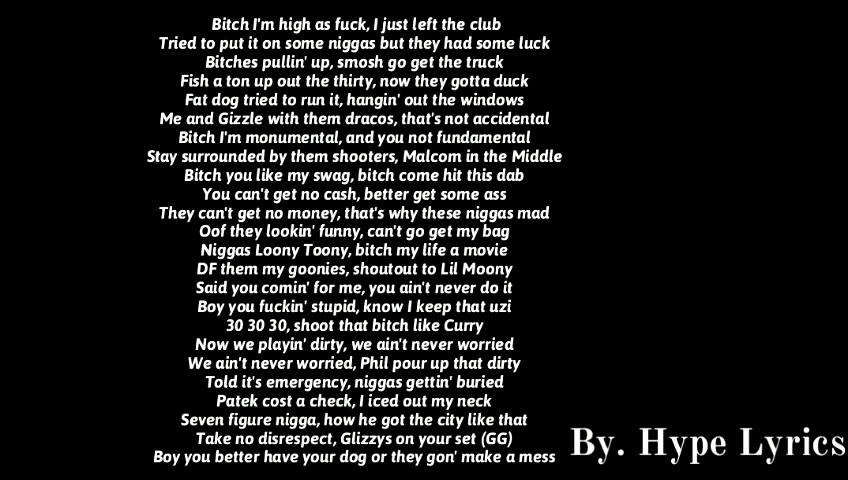 Bitch I'm high as fuck, I just left the club
Tried to put it on some niggas but they had some luck
Bitches pullin' up, smosh go get the truck
Fish a ton up out the thirty, now they gotta duck
Fat dog tried to run it, hangin' out the windows
Me and Gizzle with them dracos, that's not accidental
Bitch I'm monumental, and you not fundamental
Stay surrounded by them shooters, Malcom in the Middle
Bitch you like my swag, bitch come hit this dab
You can't get no cash, better get some ass
They can't get no money, that's why these niggas mad
Oof they lookin' funny, can't go get my bag
Niggas Loony Toony, bitch my life a movie
DF them my goonies, shoutout to Lil Moony
Said you comin' for me, you ain't never do it
Boy you fuckin' stupid, know I keep that uzi
30 30 30, shoot that bitch like Curry
Now we playin' dirty, we ain't never worried
We ain't never worried, Phil pour up that dirty
Told it's emergency, niggas gettin' buried
Patek cost a check, I iced out my neck
Seven figure nigga, how he got the city like that
Take no disrespect, Glizzys on your set (GG)
Boy you better have your dog or they gon' make a mess
By. Hype Lyrics